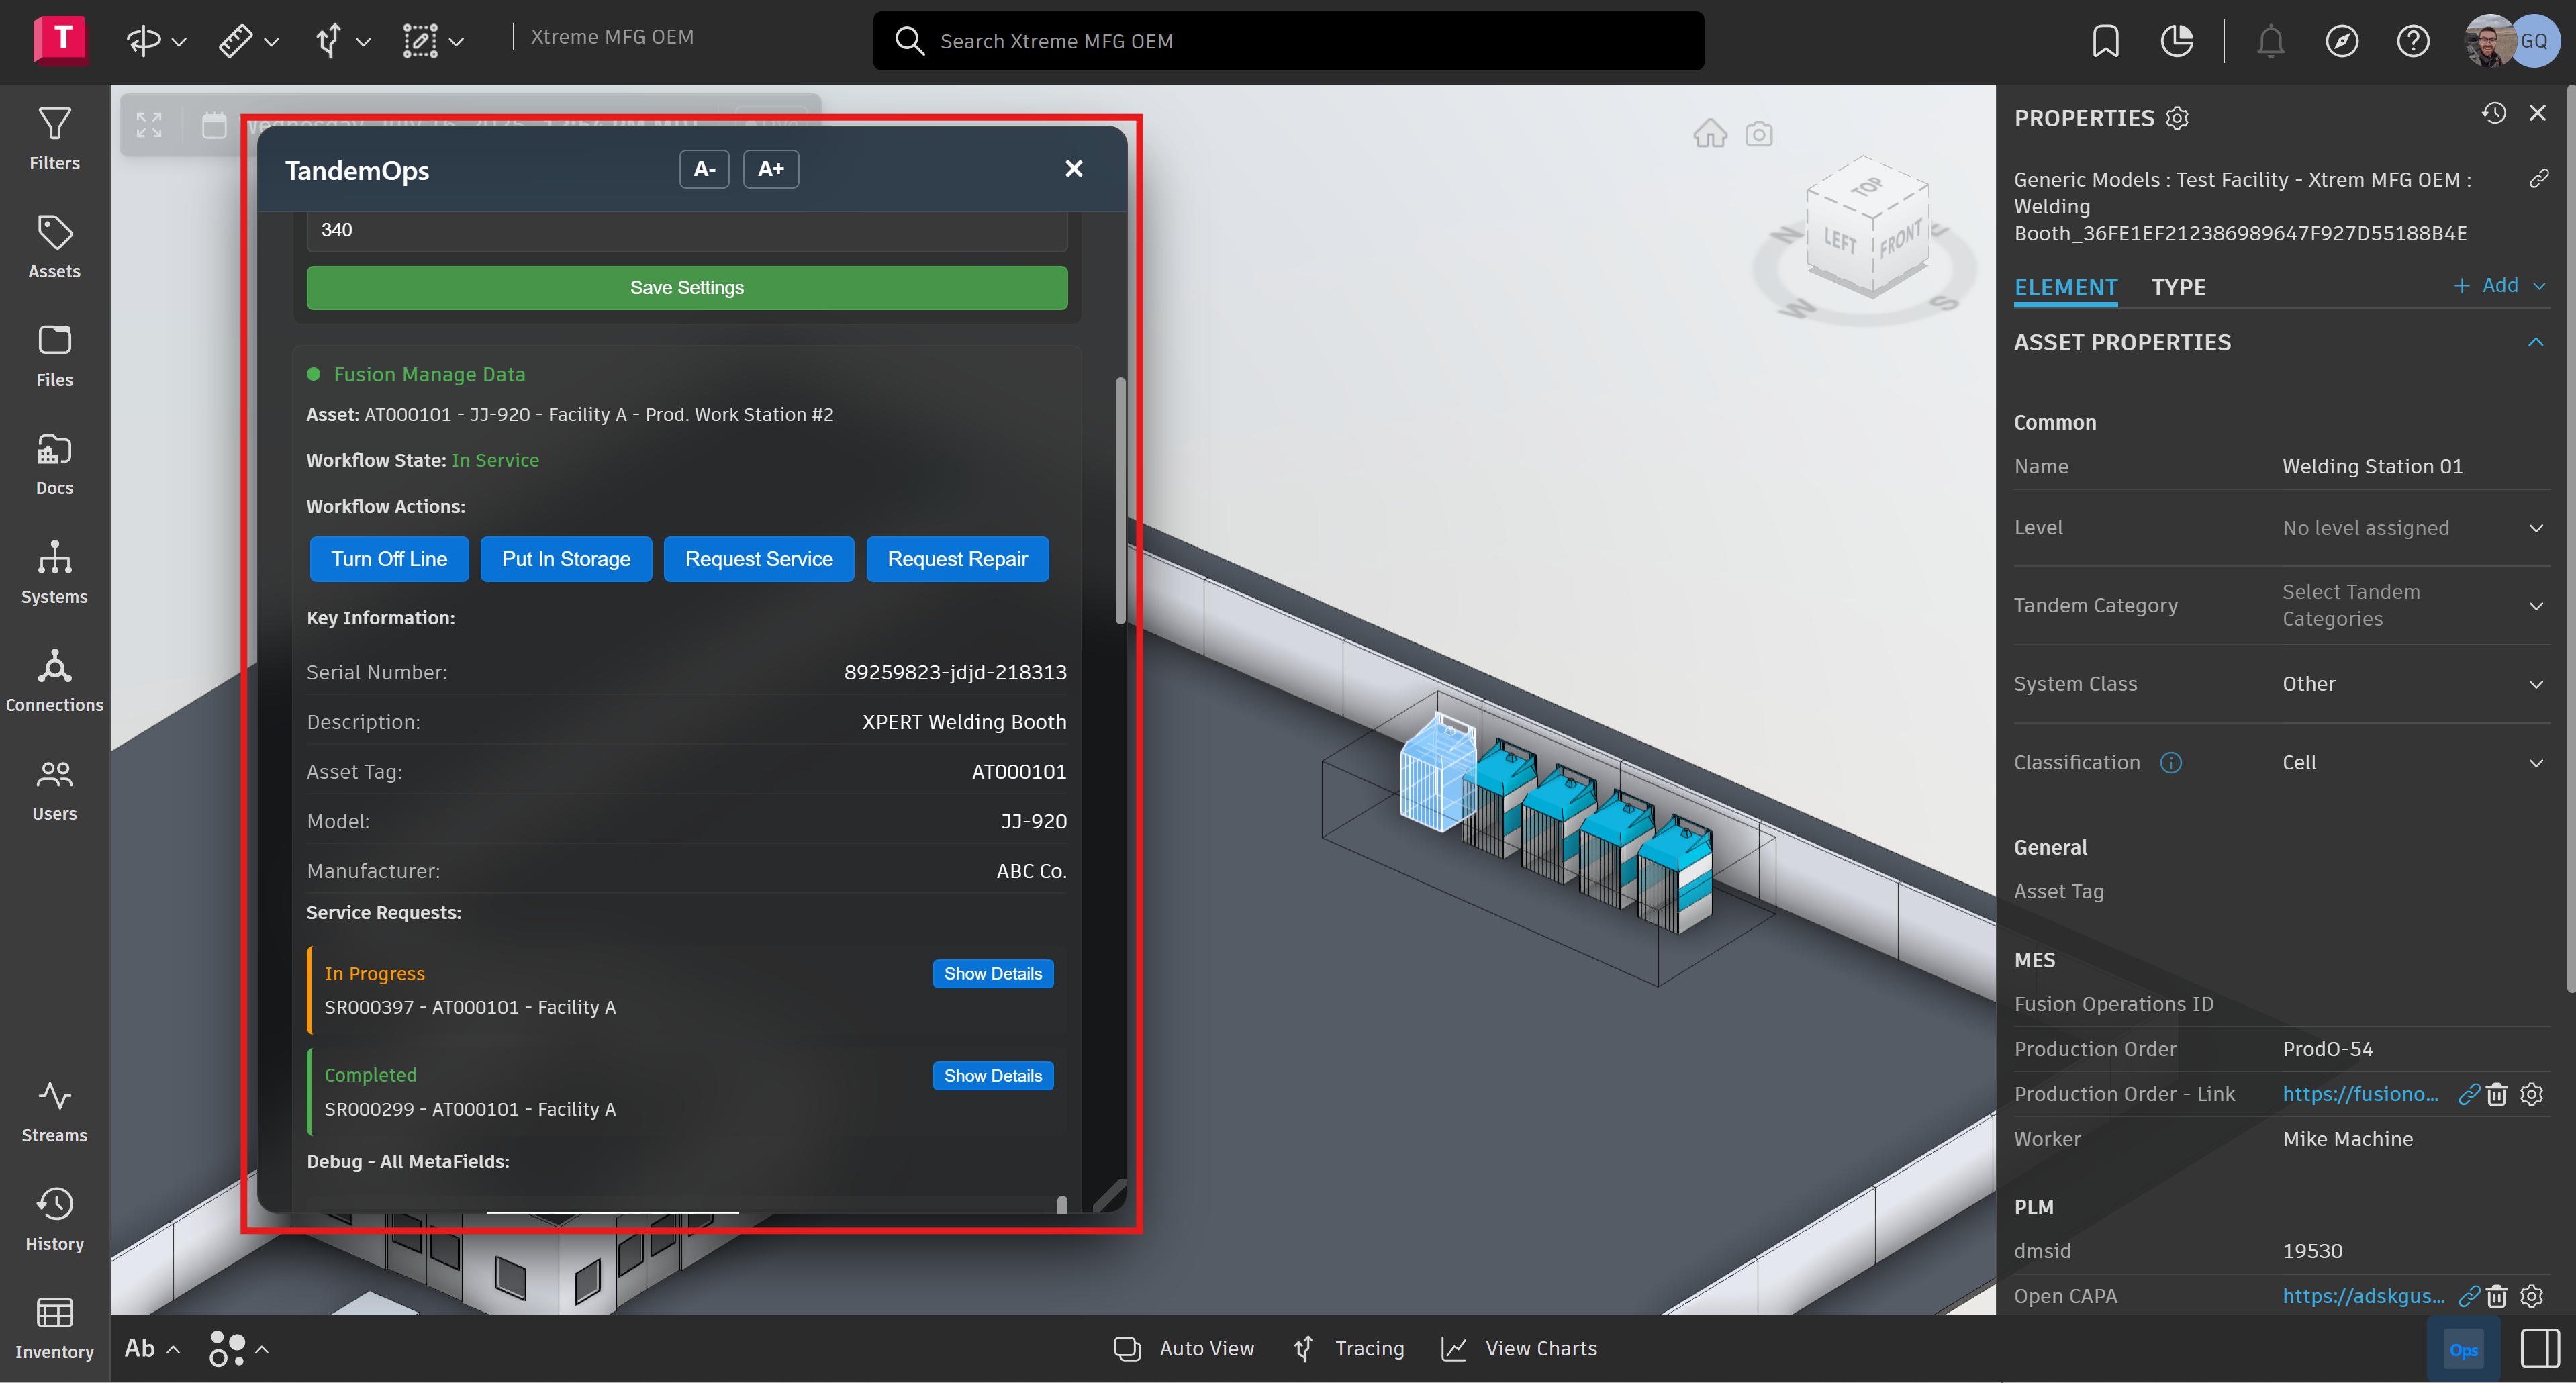 T
Xtreme MFG OEM
Search Xtreme MFG OEM
GQ
Filters
Assets
Files
Docs
Systems
Connections
Users
Streams
History
Inventory
TandemOps
A-
A+
340
Save Settings
Fusion Manage Data
Asset: AT000101 - JJ-920 - Facility A - Prod. Work Station #2
Workflow State: In Service
Workflow Actions:
Turn Off Line
Put In Storage
Request Service
Request Repair
Key Information:
Serial Number: 89259823-jdjd-218313
Description: XPERT Welding Booth
Asset Tag: AT000101
Model: JJ-920
Manufacturer: ABC Co.
Service Requests:
In Progress
Show Details
SR000397 - AT000101 - Facility A
Completed
Show Details
SR000299 - AT000101 - Facility A
Debug - All MetaFields:
TOP
LEFT
FRONT
N
W
S
PROPERTIES
Generic Models : Test Facility - Xtrem MFG OEM :
Welding
Booth_36FE1EF212386989647F927D55188B4E
ELEMENT
TYPE
+ Add
ASSET PROPERTIES
Common
Name Welding Station 01
Level No level assigned
Tandem Category Select Tandem
Categories
System Class Other
Classification Cell
General
Asset Tag
MES
Fusion Operations ID
Production Order ProdO-54
Production Order - Link https://fusiono...
Worker Mike Machine
PLM
dmsid 19530
Open CAPA https://adskgus...
Ab
Auto View
Tracing
View Charts
Ops